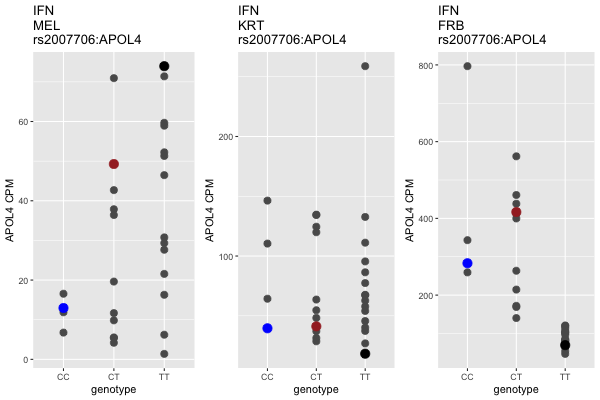 IFN
MEL
rs2007706:APOL4
60
40
20
0
APOL4 CPM
CC
CT
TT
genotype
IFN
KRT
rs2007706:APOL4
200
100
APOL4 CPM
CC
CT
TT
genotype
IFN
FRB
rs2007706:APOL4
800
600
400
200
APOL4 CPM
CC
CT
TT
genotype